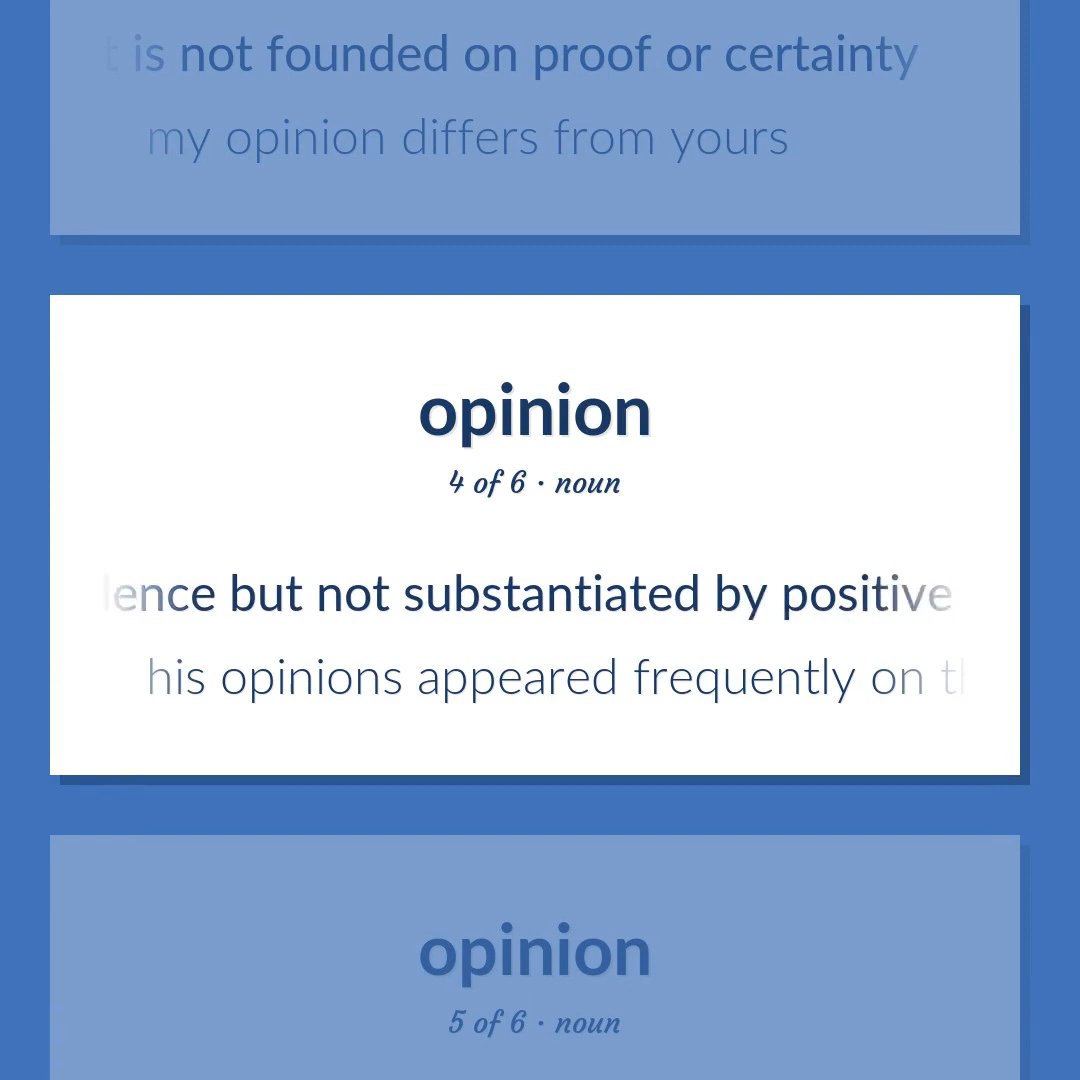 is not founded on proof or certainty
my opinion differs from yours
opinion
4 of 6 · noun
but not substantiated by positive
his opinions appeared frequently on
opinion
5 of 6 · noun